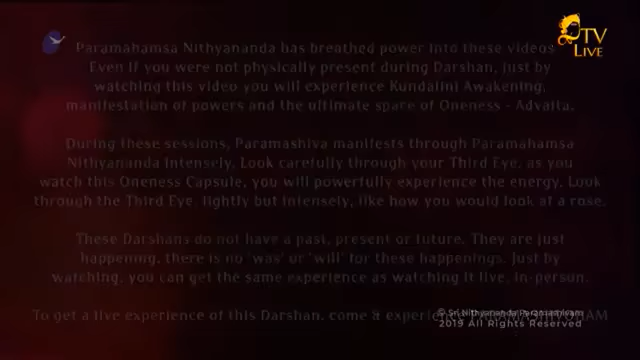 TV
LIVE
Paramahamsa Nithyananda has breathed power into these videos
Even if you were not physically present during Darshan, just by
watching this video you will experience Kundalini Awakening,
manifestation of powers and the ultimate spare of Oneness - Advaita.
During these sessions, Paramashiva manifests through Paramahamsa
Nithyananda Intensely. Look carefully through your Third Eye, as you
watch this Oneness Capsule, you will powerfully experience the energy. Look
through the Third Eye, lightly but intensely, like how you would look at a rose.
These Darshans do not have a past, present or future. They are just
happening, there is no 'was' or 'will' for these happenings. Just by
watching, you can get the same experience as watching it live, in-person.
To get a live experience of this Darshan, come & experience PARAMASHIVOHAM
© Sri Nithyananda Paramashivam
2019 All Rights Reserved